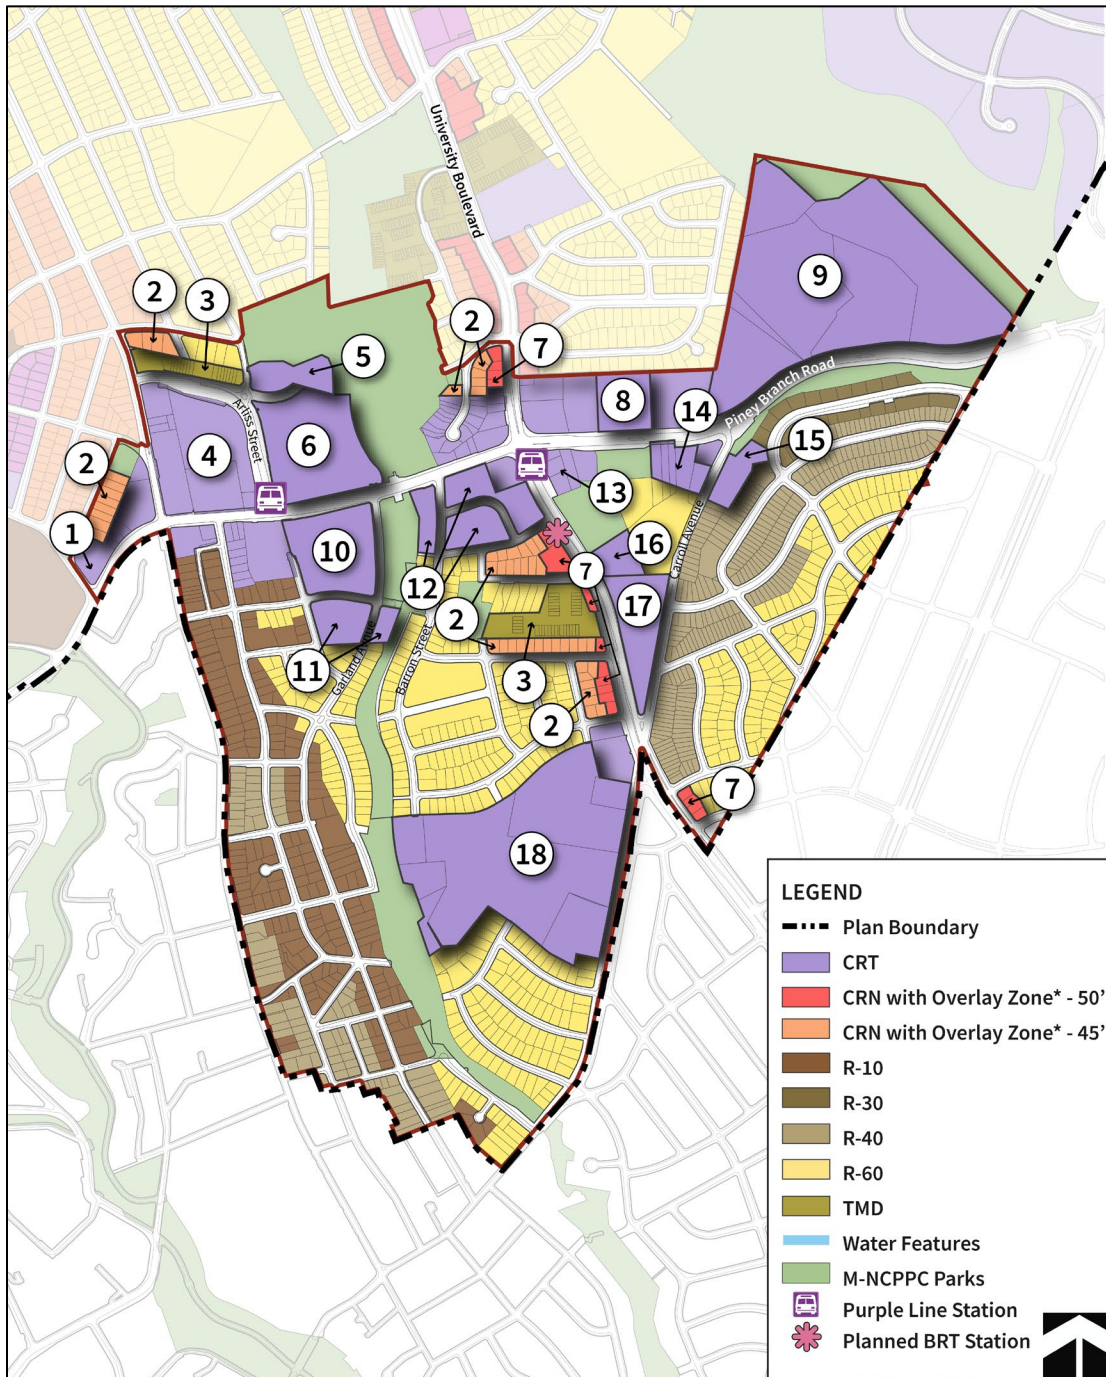 University Boulevard
9
2
3
2
7
5
8
14
Piney Branch Road
Arliss Street
4
6
15
2
13
1
10
16
7
12
Carroll Avenue
17
2
11
Garland Avenue
Barron Street
3
2
7
18
LEGEND
Plan Boundary
CRT
CRN with Overlay Zone* - 50'
CRN with Overlay Zone* - 45'
R-10
R-30
R-40
R-60
TMD
Water Features
M-NCPPC Parks
Purple Line Station
Planned BRT Station